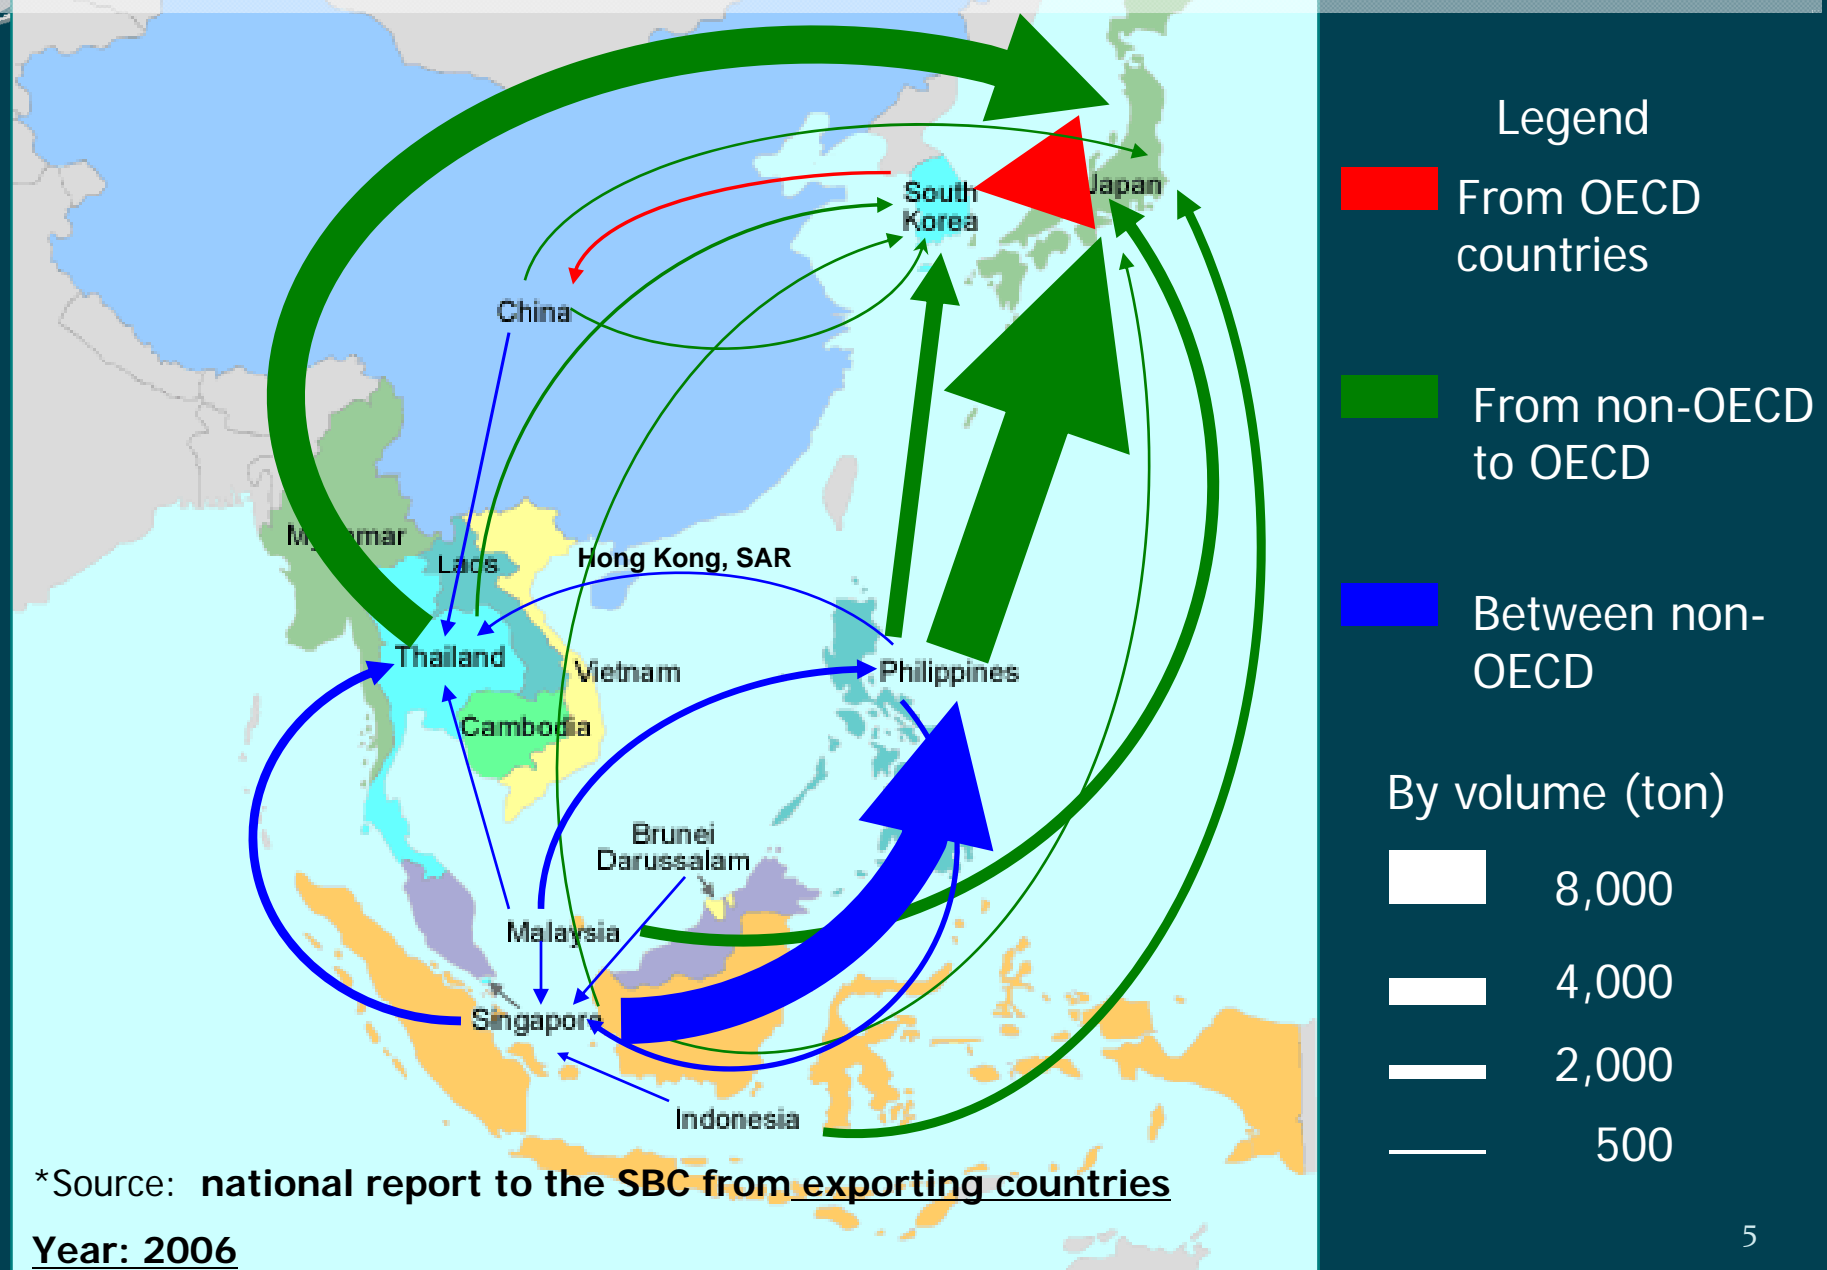 South
Korea
Japan
China
Myanmar
Laos
Hong Kong, SAR
Thailand
Vietnam
Philippines
Cambodia
Brunei
Darussalam
Malaysia
Singapore
Indonesia
*Source: national report to the SBC from exporting countries
Year: 2006
Legend
From OECD
countries
From non-OECD
to OECD
Between non-
OECD
By volume (ton)
8,000
4,000
2,000
500
5